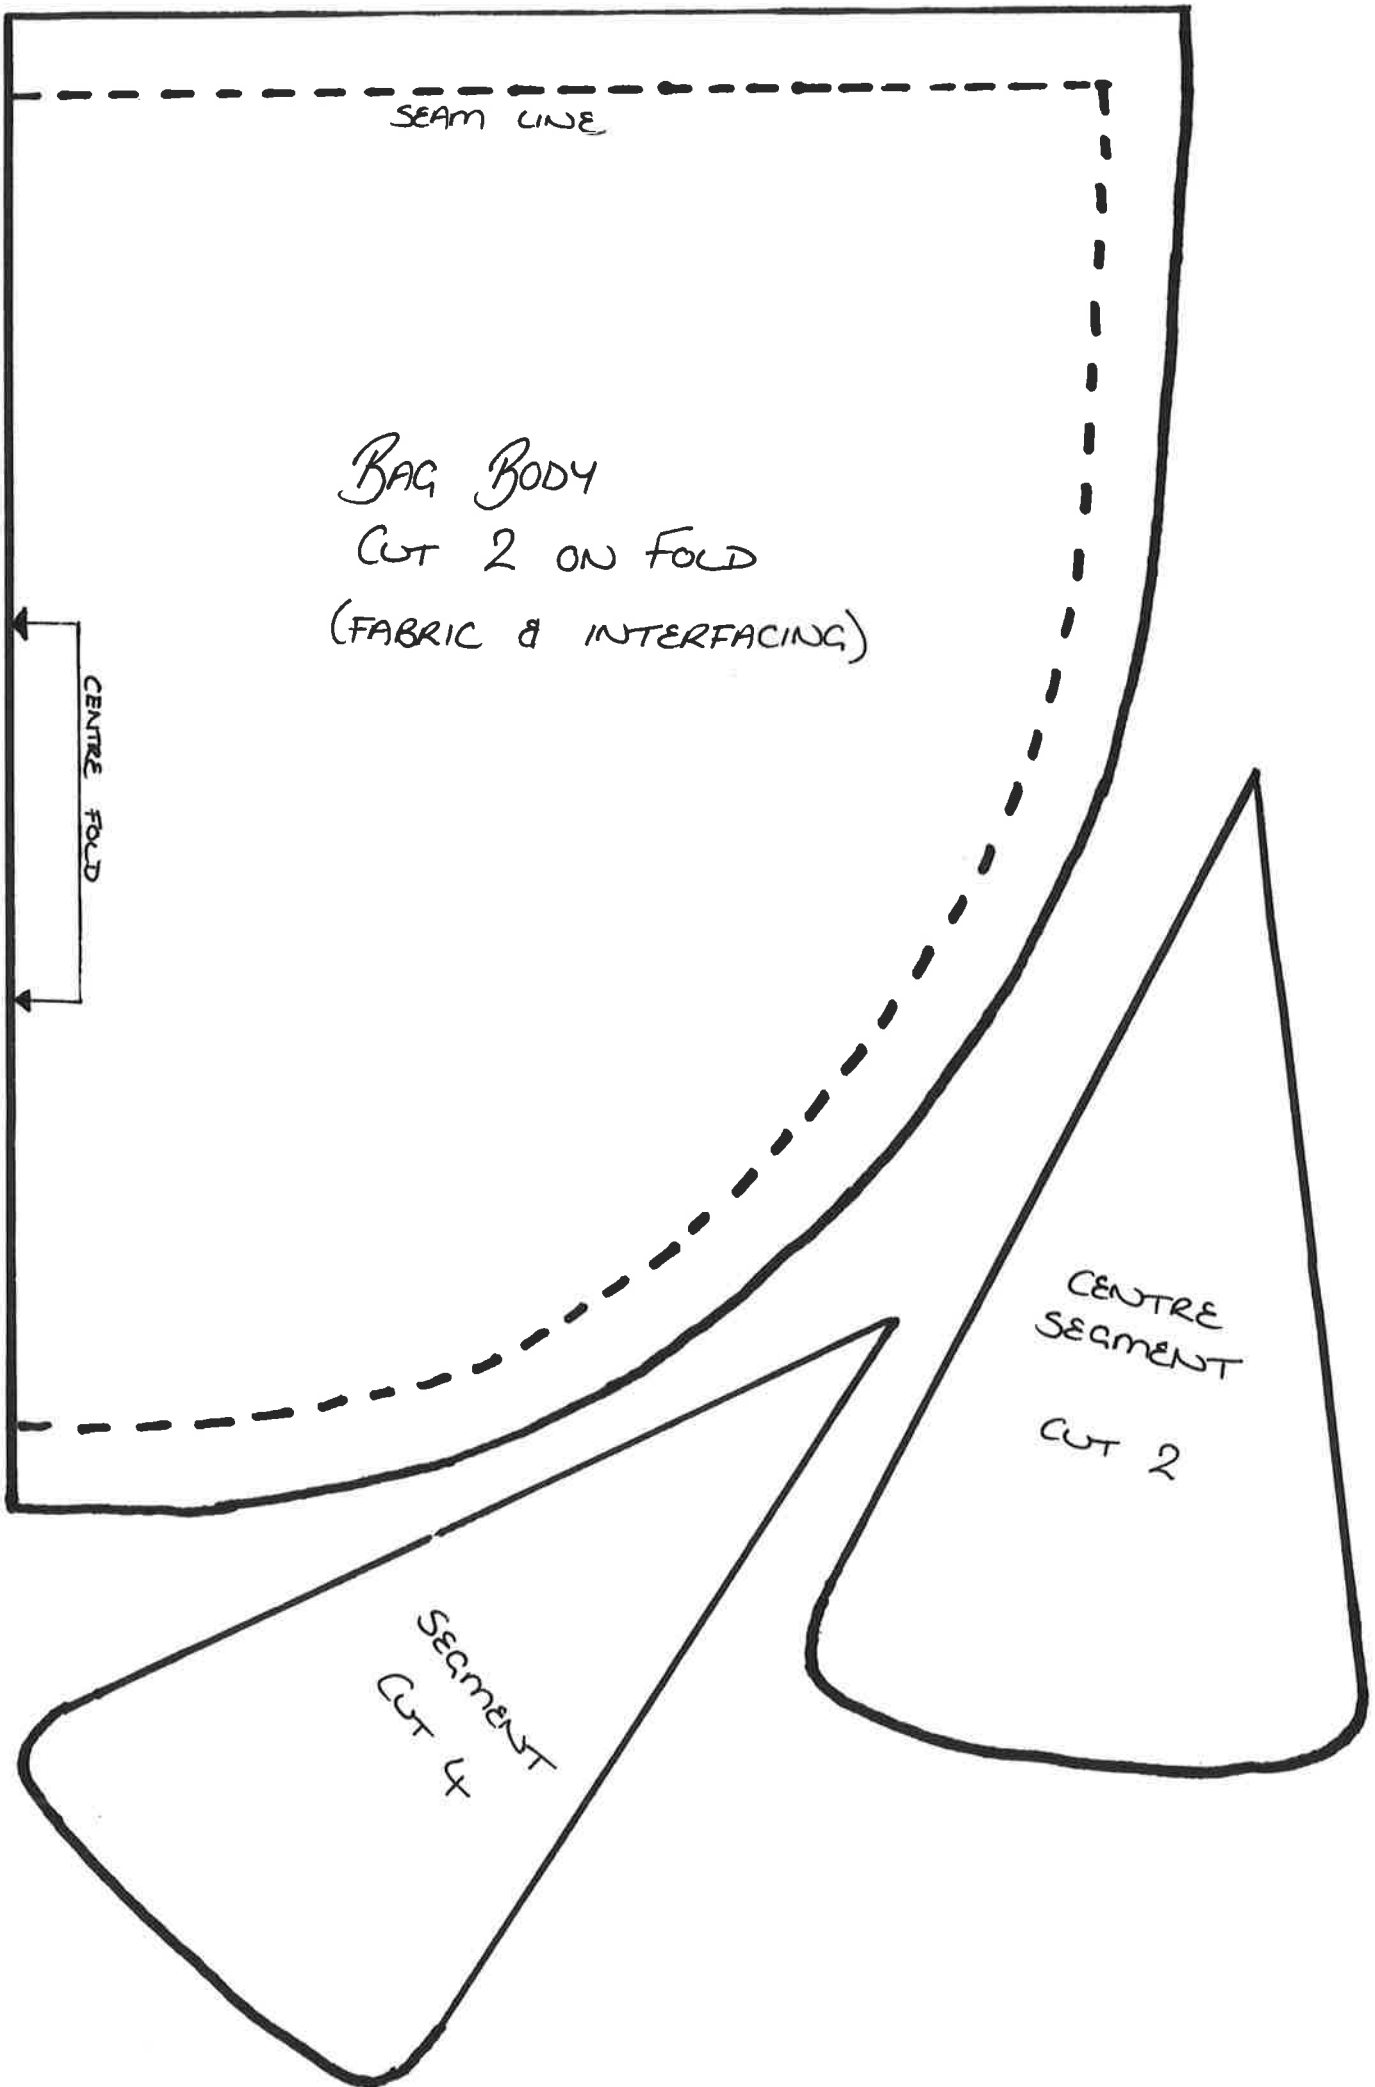 SEAM LINE
BAG BODY
CUT 2 ON FOLD
(FABRIC & INTERFACING)
CENTRE FOLD
CENTRE
SEGMENT
CUT 2
SEGMENT
CUT 4